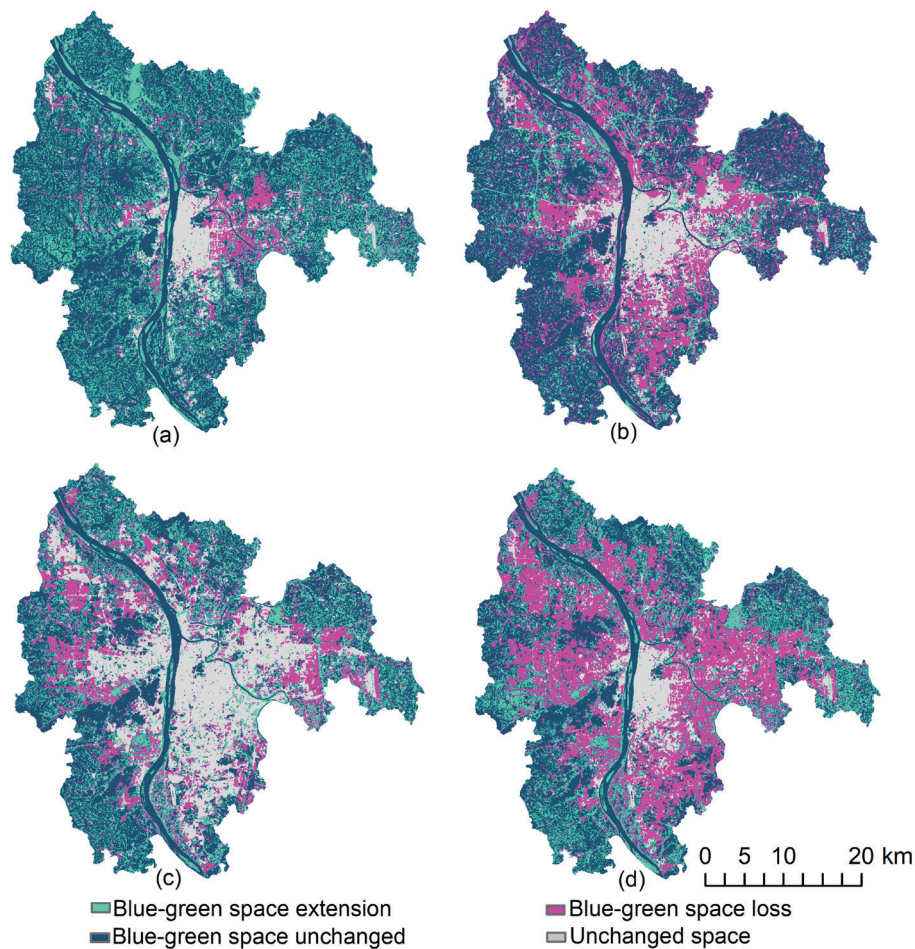 (a)
(b)
(c)
(d)
0 5 10 20 km
Blue-green space extension
Blue-green space loss
Blue-green space unchanged
Unchanged space